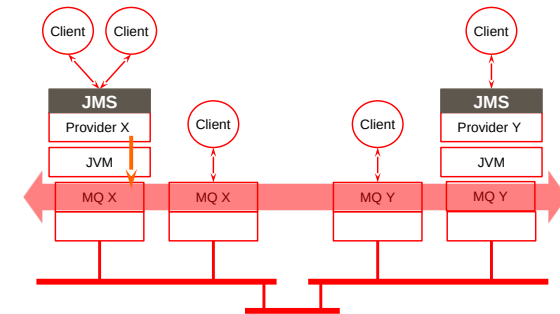 Client
Client
Client
JMS
JMS
Provider X
Client
Client
Provider Y
JVM
JVM
MQ X
MQ X
MQ Y
MQ Y